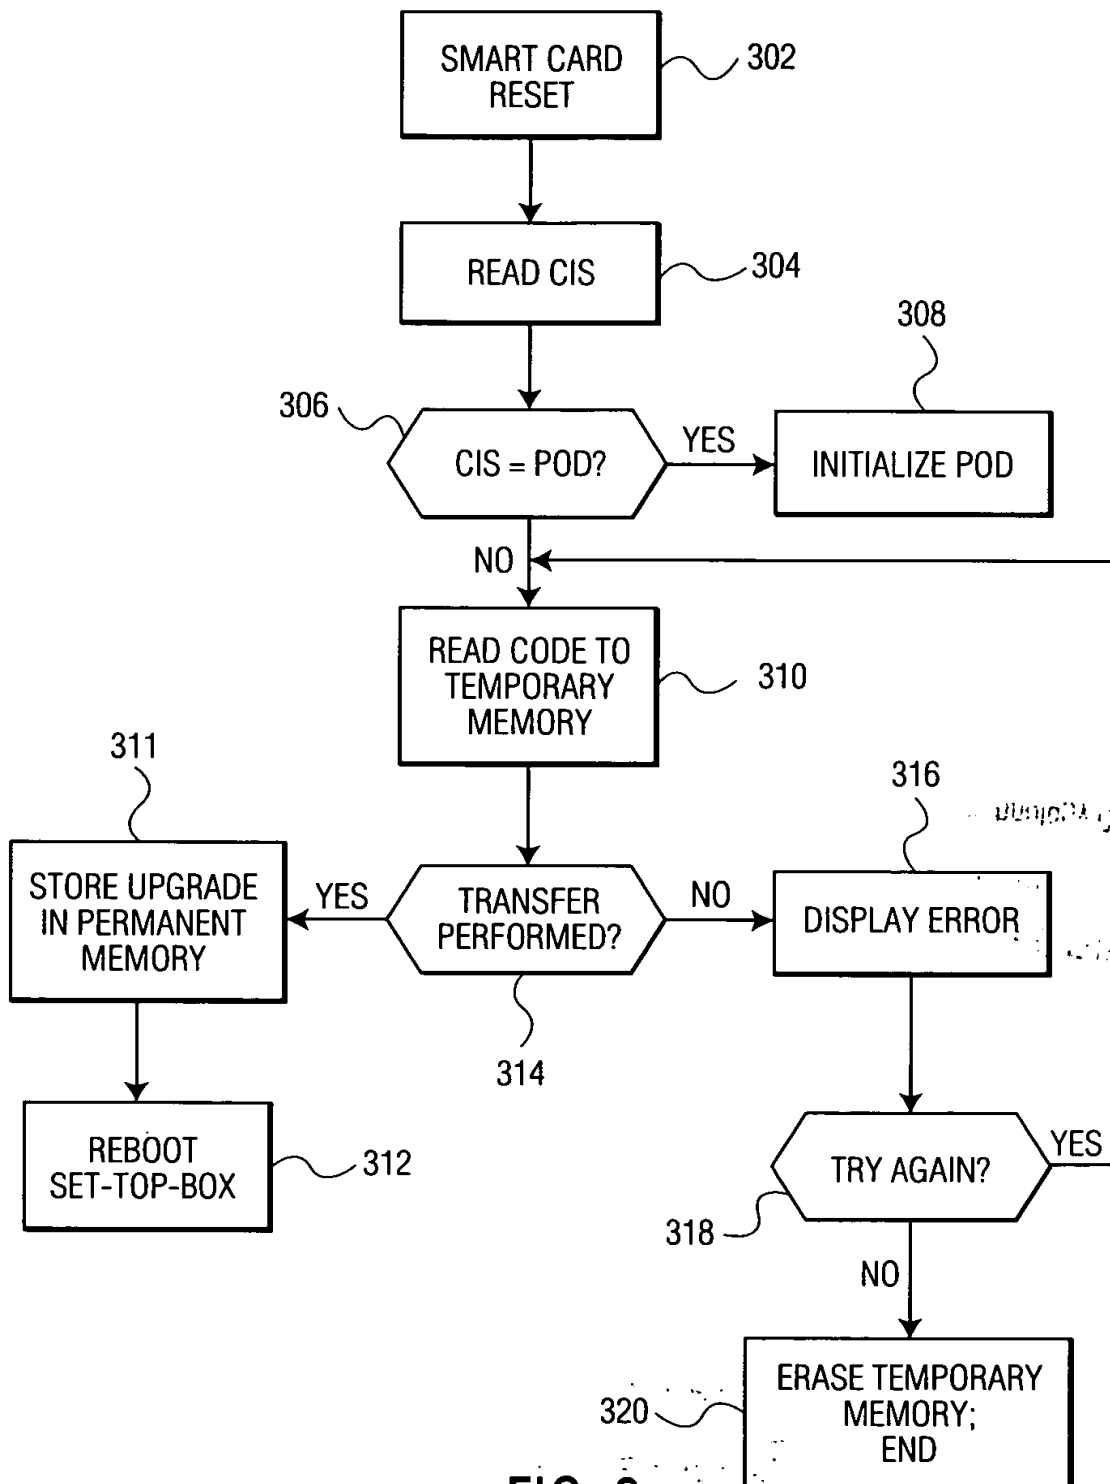 SMART CARD
RESET
302
READ CIS
304
308
306
CIS = POD?
YES
INITIALIZE POD
NO
READ CODE TO
TEMPORARY
MEMORY
310
311
316
STORE UPGRADE
IN PERMANENT
MEMORY
YES
TRANSFER
PERFORMED?
NO
DISPLAY ERROR
314
REBOOT
SET-TOP-BOX
312
TRY AGAIN?
YES
318
NO
ERASE TEMPORARY
MEMORY;
END
320
FIG.